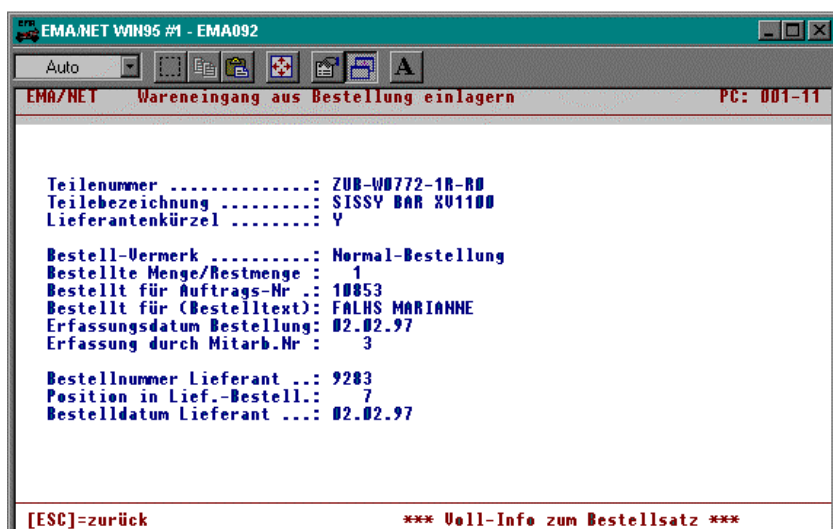 EMA/NET WIN95 #1 - EMA092
Auto
A
EMA/NET Wareneingang aus Bestellung einlagern PC: 001-11
Teilenummer ..............: ZUB-W0772-1R-R0
Teilebezeichnung .........: SISSY BAR XV1100
Lieferantenkürzel ........: Y
Bestell-Vermerk ..........: Normal-Bestellung
Bestellte Menge/Restmenge : 1
Bestellt für Auftrags-Nr .: 10853
Bestellt für (Bestelltext): FALHS MARIANNE
Erfassungsdatum Bestellung: 02.02.97
Erfassung durch Mitarb.Nr : 3
Bestellnummer Lieferant ..: 9283
Position in Lief.-Bestell.: 7
Bestelldatum Lieferant ...: 02.02.97
[ESC]=zurück *** Voll-Info zum Bestellsatz ***